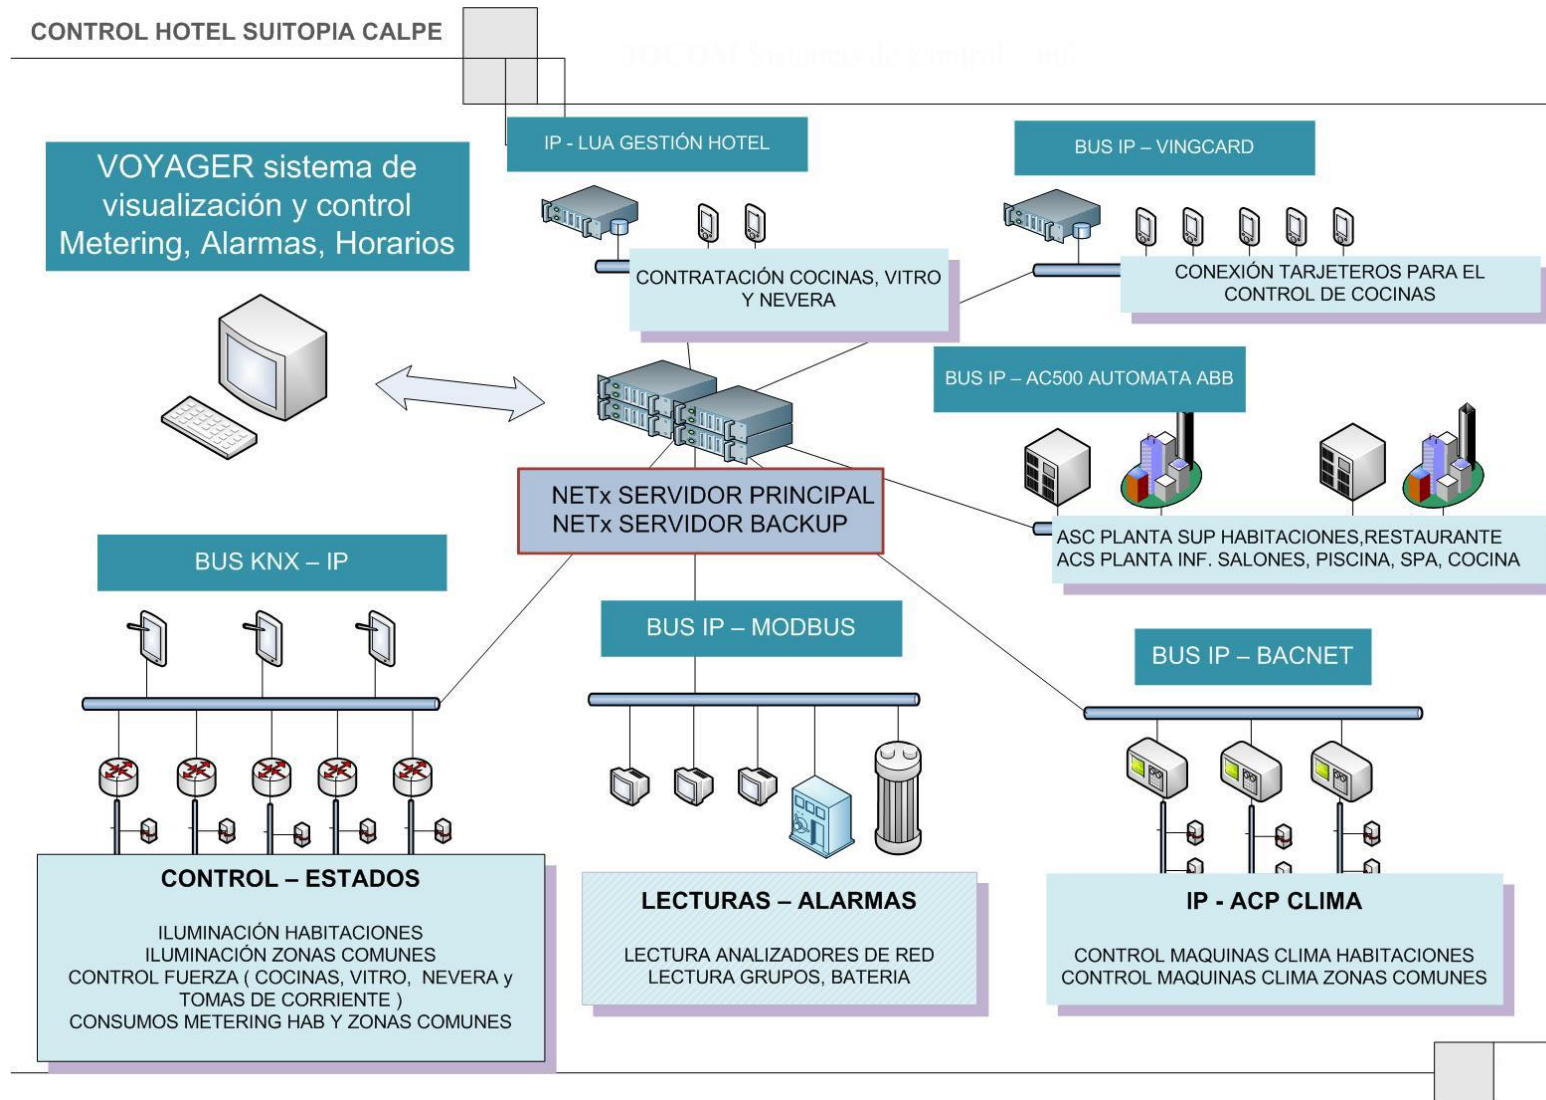 CONTROL HOTEL SUITOPIA CALPE
IP - LUA GESTIÓN HOTEL
BUS IP – VINGCARD
VOYAGER sistema de
visualización y control
Metering, Alarmas, Horarios
CONTRATACIÓN COCINAS, VITRO
Y NEVERA
CONEXIÓN TARJETEROS PARA EL
CONTROL DE COCINAS
BUS IP – AC500 AUTOMATA ABB
NETx SERVIDOR PRINCIPAL
NETx SERVIDOR BACKUP
ASC PLANTA SUP HABITACIONES,RESTAURANTE
ACS PLANTA INF. SALONES, PISCINA, SPA, COCINA
BUS KNX – IP
BUS IP – MODBUS
BUS IP – BACNET
CONTROL – ESTADOS
ILUMINACIÓN HABITACIONES
ILUMINACIÓN ZONAS COMUNES
CONTROL FUERZA ( COCINAS, VITRO, NEVERA y
TOMAS DE CORRIENTE )
CONSUMOS METERING HAB Y ZONAS COMUNES
LECTURAS – ALARMAS
LECTURA ANALIZADORES DE RED
LECTURA GRUPOS, BATERIA
IP - ACP CLIMA
CONTROL MAQUINAS CLIMA HABITACIONES
CONTROL MAQUINAS CLIMA ZONAS COMUNES